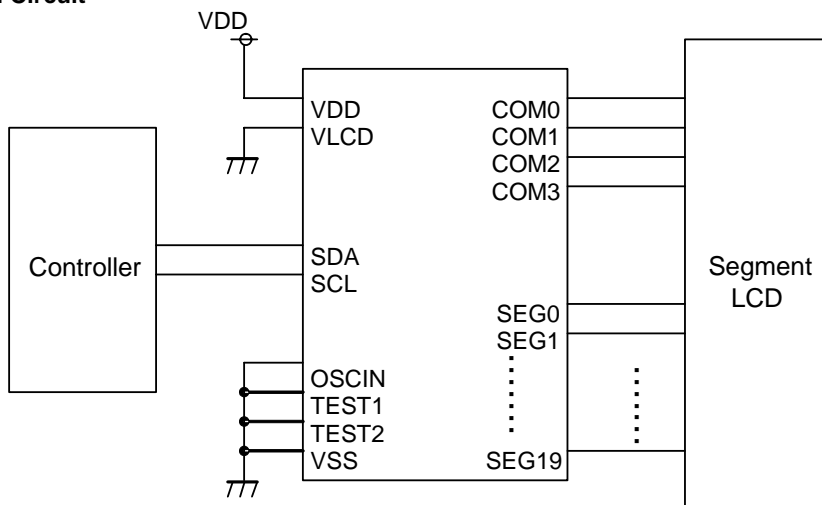 VDD
VDD
VLCD
SDA
SCL
OSCIN
TEST1
TEST2
VSS
COM0
COM1
COM2
COM3
SEG0
SEG1
SEG19
Controller
Segment
LCD